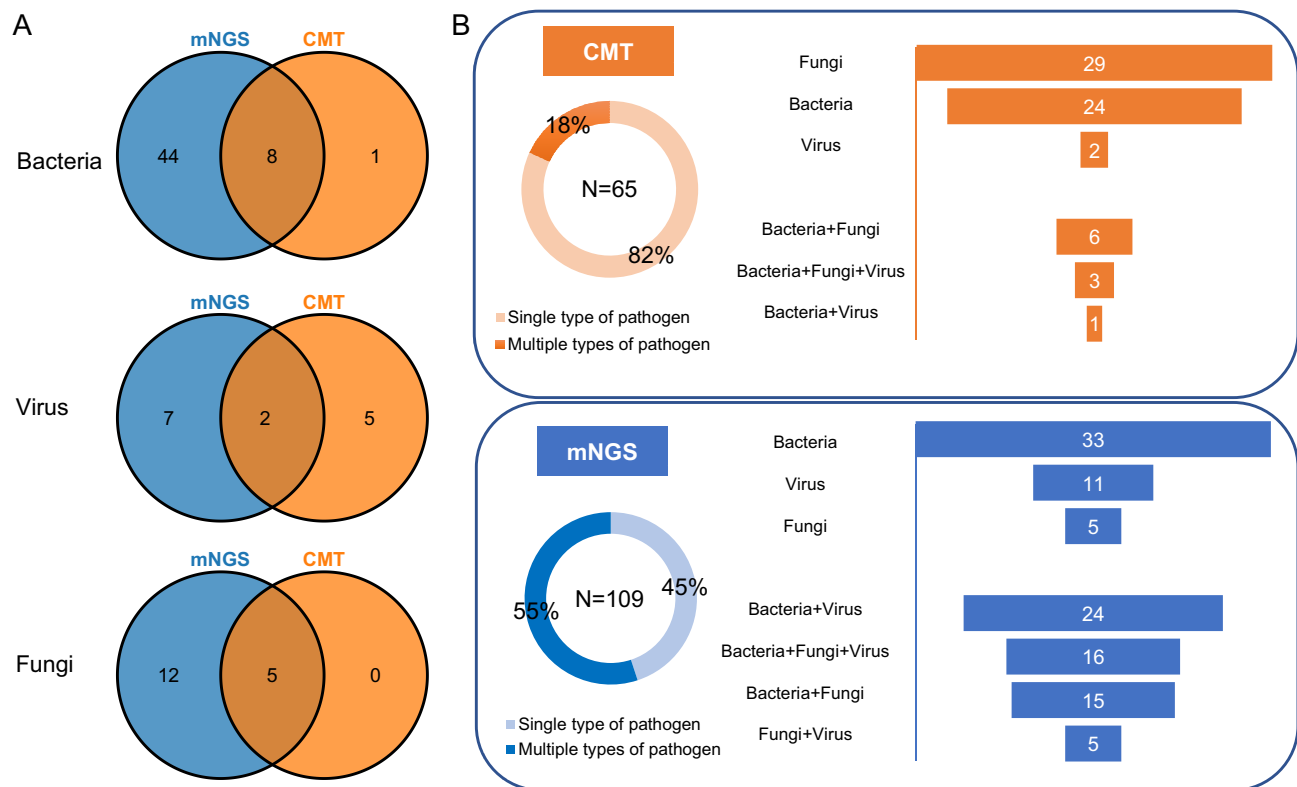 A
mNGS CMT
Bacteria 44 8 1
mNGS CMT
Virus 7 2 5
mNGS CMT
Fungi 12 5 0
B
CMT
18%
N=65
82%
Single type of pathogen
Multiple types of pathogen
Fungi 29
Bacteria 24
Virus 2
Bacteria+Fungi 6
Bacteria+Fungi+Virus 3
Bacteria+Virus 1
mNGS
45%
55%
N=109
Single type of pathogen
Multiple types of pathogen
Bacteria 33
Virus 11
Fungi 5
Bacteria+Virus 24
Bacteria+Fungi+Virus 16
Bacteria+Fungi 15
Fungi+Virus 5